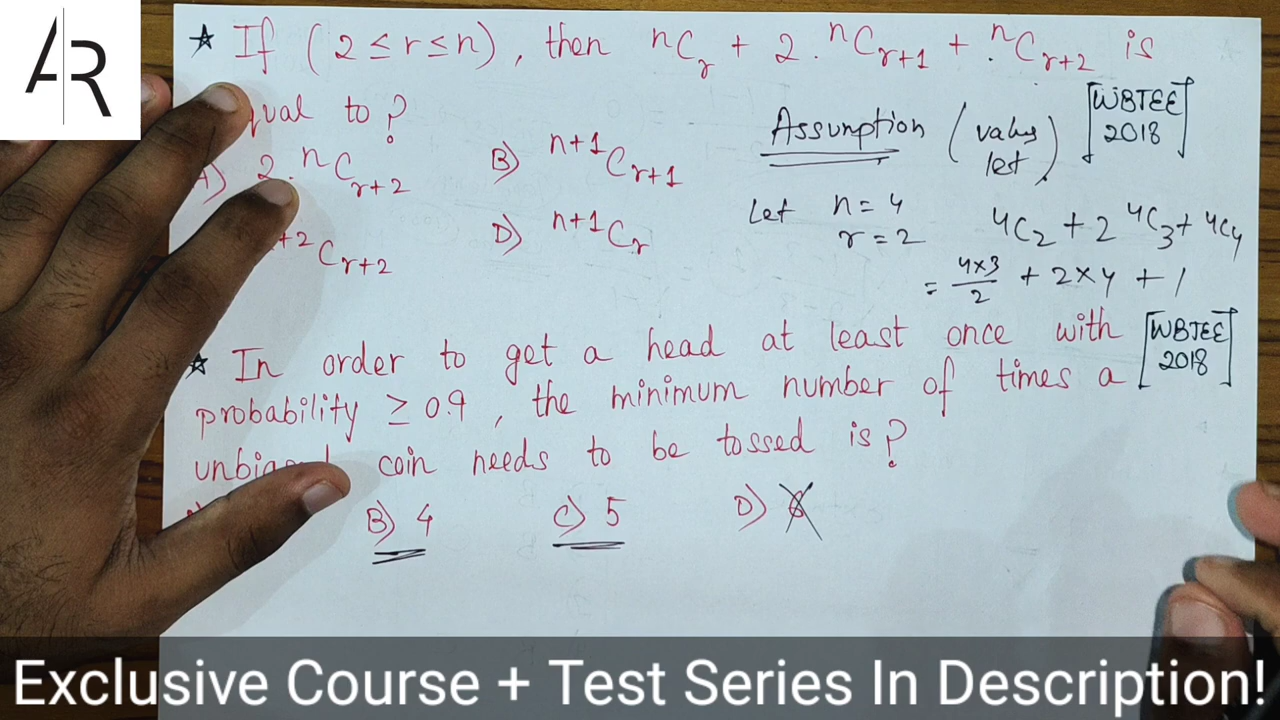 AR
★ If (2 ≤ r ≤ n), then nCr + 2. nCr+1 + . nCr+2 is
qual to?
Assumption (value let)
[WBJEE 2018]
A) 2. nCr+2
B) n+1Cr+1
+2Cr+2
D) n+1Cr
Let n = 4
r = 2
4C2 + 2 4C3 + 4C4
= 4×3/2 + 2×4 + 1
★ In order to get a head at least once with
[WBJEE 2018]
probability ≥ 0.9, the minimum number of times a
coin needs to be tossed is?
B) 4
C) 5
D)
Exclusive Course + Test Series In Description!